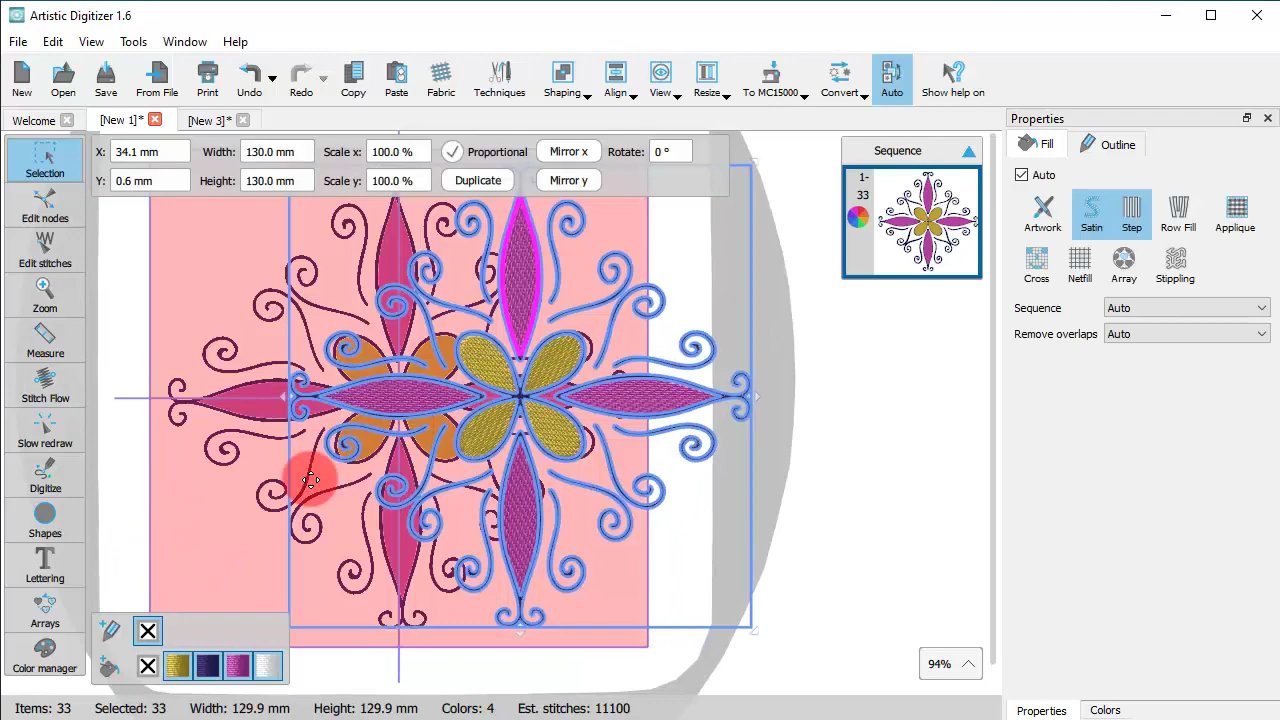 Artistic Digitizer 1.6
File Edit View Tools Window Help
New Open Save From File Print Undo Redo Copy Paste Fabric Techniques Shaping Align View Resize To MC15000 Convert Auto Show help on
Welcome [New 1]* [New 3]*
Properties
Selection
Edit nodes
Edit stitches
Zoom
Measure
Stitch Flow
Slow redraw
Digitize
Shapes
Lettering
Arrays
Color manager
X: 34.1 mm Width: 130.0 mm Scale x: 100.0 % Proportional Mirror x Rotate: 0 °
Y: 0.6 mm Height: 130.0 mm Scale y: 100.0 % Duplicate Mirror y
Sequence
1-
33
94%
Fill Outline
Auto
Artwork Satin Step Row Fill Applique
Cross Netfill Array Stippling
Sequence Auto
Remove overlaps Auto
Properties Colors
Items: 33 Selected: 33 Width: 129.9 mm Height: 129.9 mm Colors: 4 Est. stitches: 11100